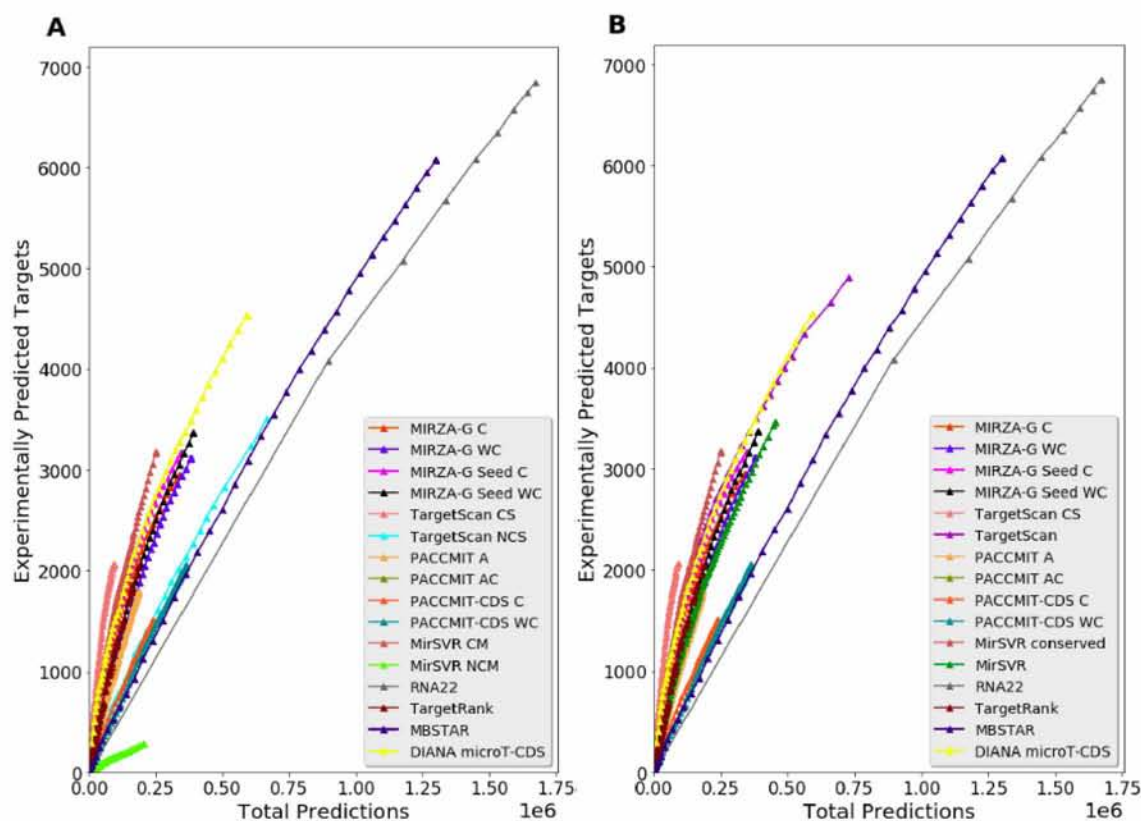 A
Experimentally Predicted Targets
7000
6000
5000
4000
3000
2000
1000
0
0.00 0.25 0.50 0.75 1.00 1.25 1.50 1.75
1e6
Total Predictions
MIRZA-G C
MIRZA-G WC
MIRZA-G Seed C
MIRZA-G Seed WC
TargetScan CS
TargetScan NCS
PACCMIT A
PACCMIT AC
PACCMIT-CDS C
PACCMIT-CDS WC
MirSVR CM
MirSVR NCM
RNA22
TargetRank
MBSTAR
DIANA microT-CDS
B
Experimentally Predicted Targets
7000
6000
5000
4000
3000
2000
1000
0
0.00 0.25 0.50 0.75 1.00 1.25 1.50 1.75
1e6
Total Predictions
MIRZA-G C
MIRZA-G WC
MIRZA-G Seed C
MIRZA-G Seed WC
TargetScan CS
TargetScan
PACCMIT A
PACCMIT AC
PACCMIT-CDS C
PACCMIT-CDS WC
MirSVR conserved
MirSVR
RNA22
TargetRank
MBSTAR
DIANA microT-CDS